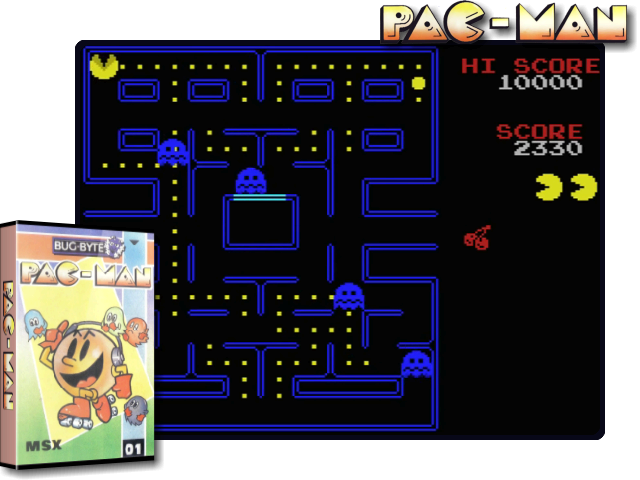 PAC-MAN
HI SCORE
10000
SCORE
2330
BUG-BYTE
PAC-MAN
PAC-MAN
MSX
01